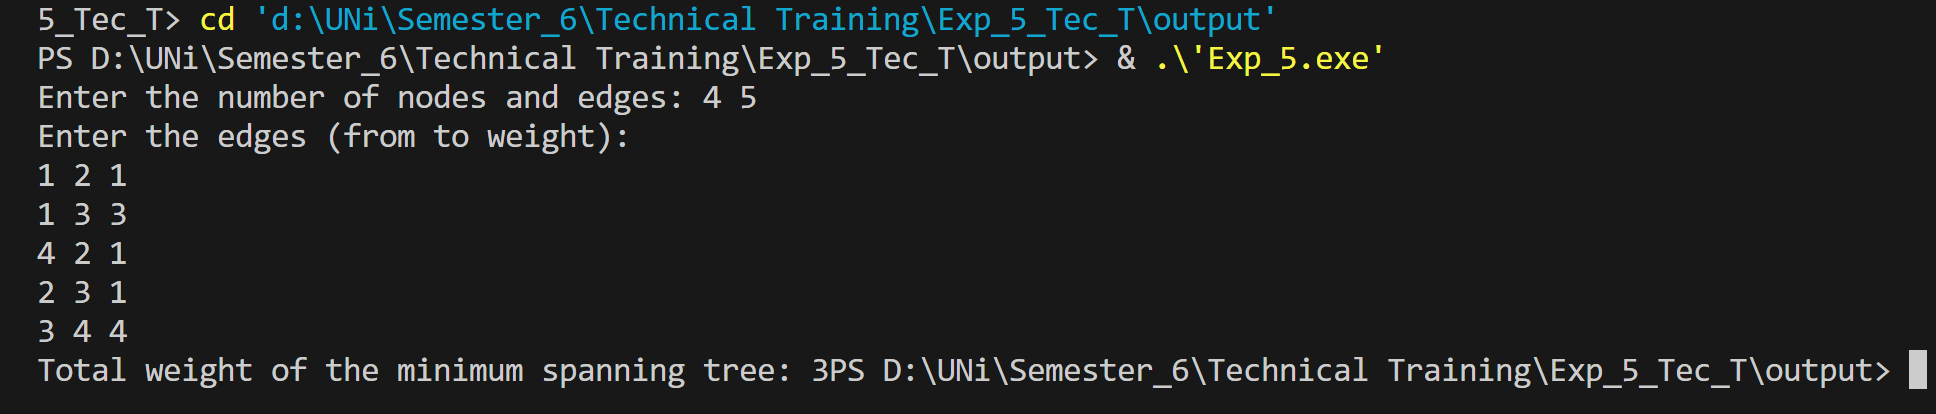 5_Tec_T> cd 'd:\UNi\Semester_6\Technical Training\Exp_5_Tec_T\output'
PS D:\UNi\Semester_6\Technical Training\Exp_5_Tec_T\output> & .\'Exp_5.exe'
Enter the number of nodes and edges: 4 5
Enter the edges (from to weight):
1 2 1
1 3 3
4 2 1
2 3 1
3 4 4
Total weight of the minimum spanning tree: 3PS D:\UNi\Semester_6\Technical Training\Exp_5_Tec_T\output>